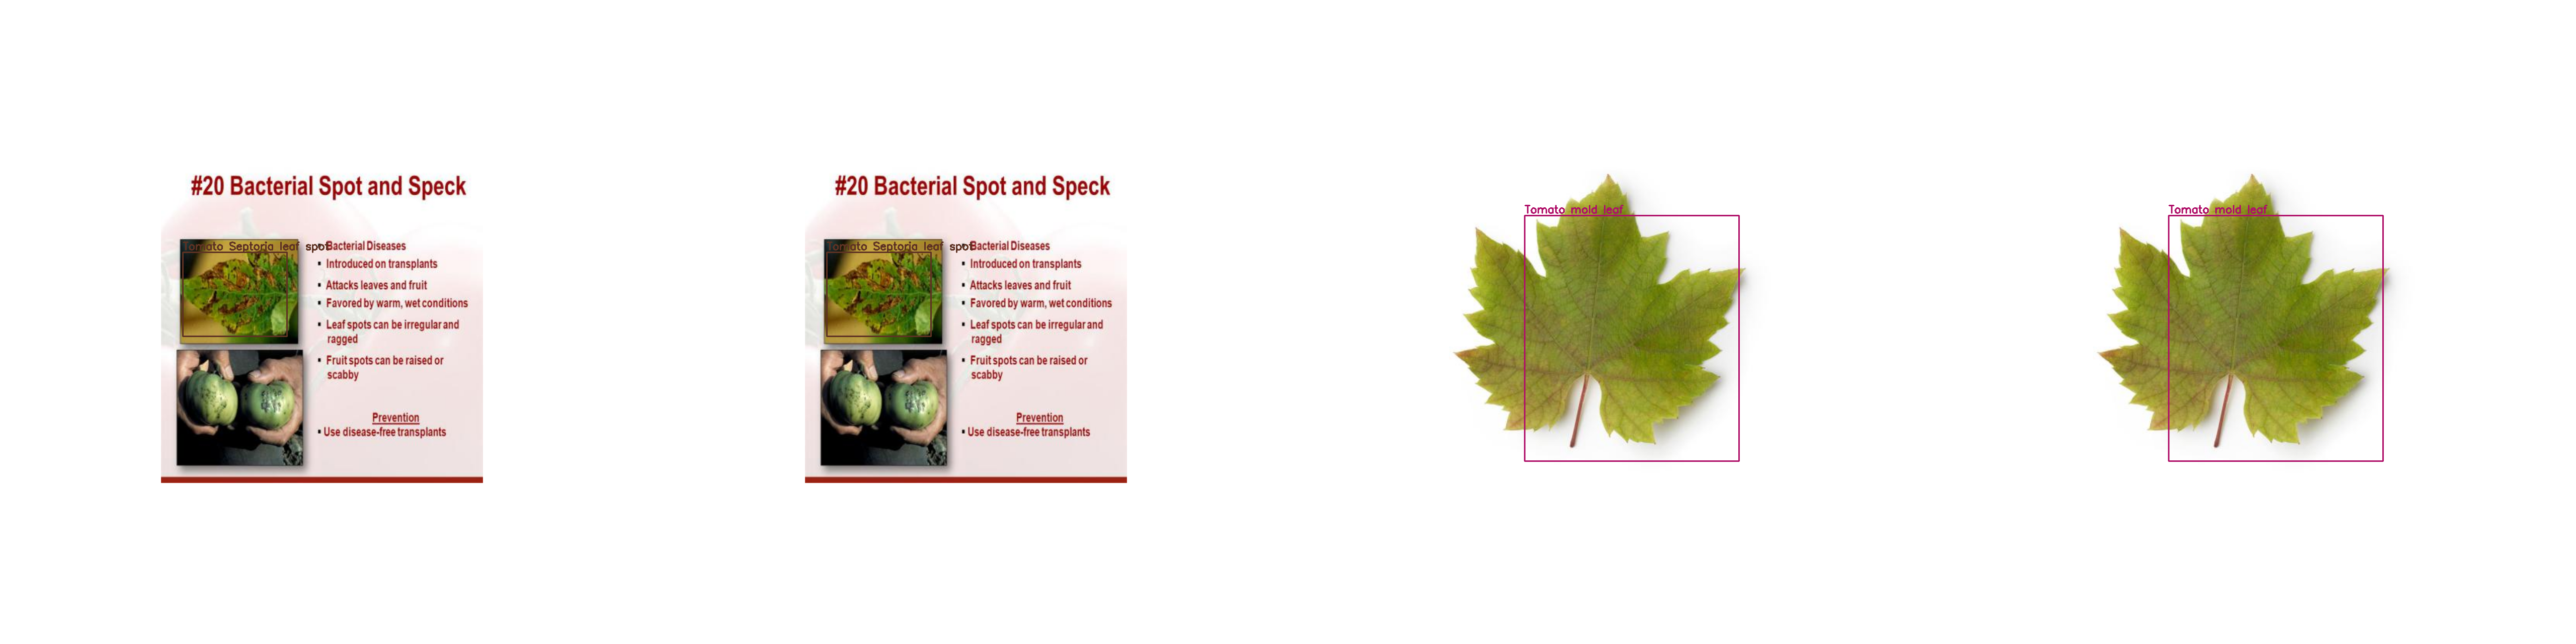 #20 Bacterial Spot and Speck
Tomato Septoria leaf spot
Bacterial Diseases
▪ Introduced on transplants
▪ Attacks leaves and fruit
▪ Favored by warm, wet conditions
▪ Leaf spots can be irregular and
ragged
▪ Fruit spots can be raised or
scabby
Prevention
▪ Use disease-free transplants
#20 Bacterial Spot and Speck
Tomato Septoria leaf spot
Bacterial Diseases
▪ Introduced on transplants
▪ Attacks leaves and fruit
▪ Favored by warm, wet conditions
▪ Leaf spots can be irregular and
ragged
▪ Fruit spots can be raised or
scabby
Prevention
▪ Use disease-free transplants
Tomato mold leaf
Tomato mold leaf